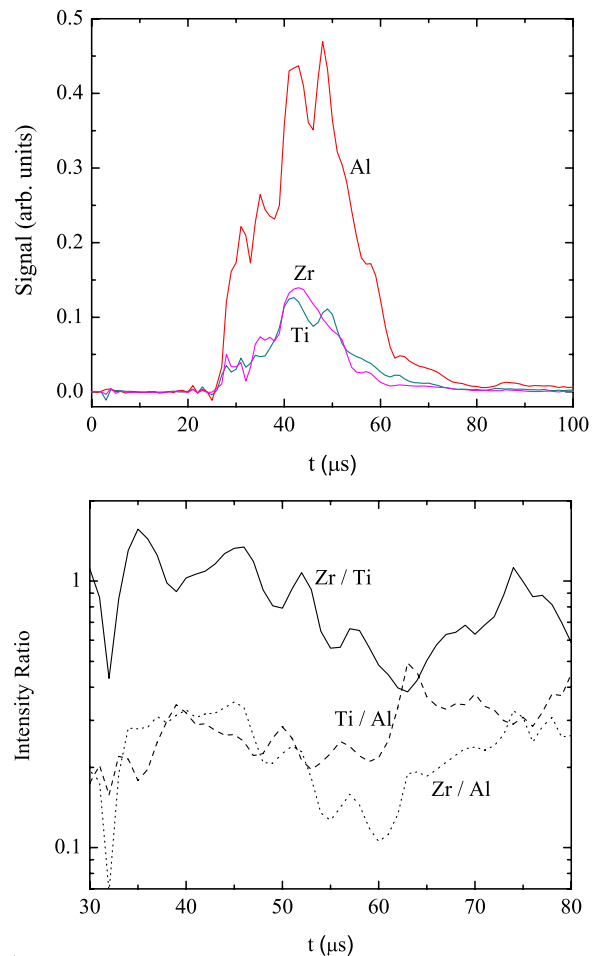 Signal (arb. units)
0.5
0.4
0.3
0.2
0.1
0.0
Al
Zr
Ti
0 20 40 60 80 100
t (μs)
Intensity Ratio
1
0.1
Zr / Ti
Ti / Al
Zr / Al
30 40 50 60 70 80
t (μs)